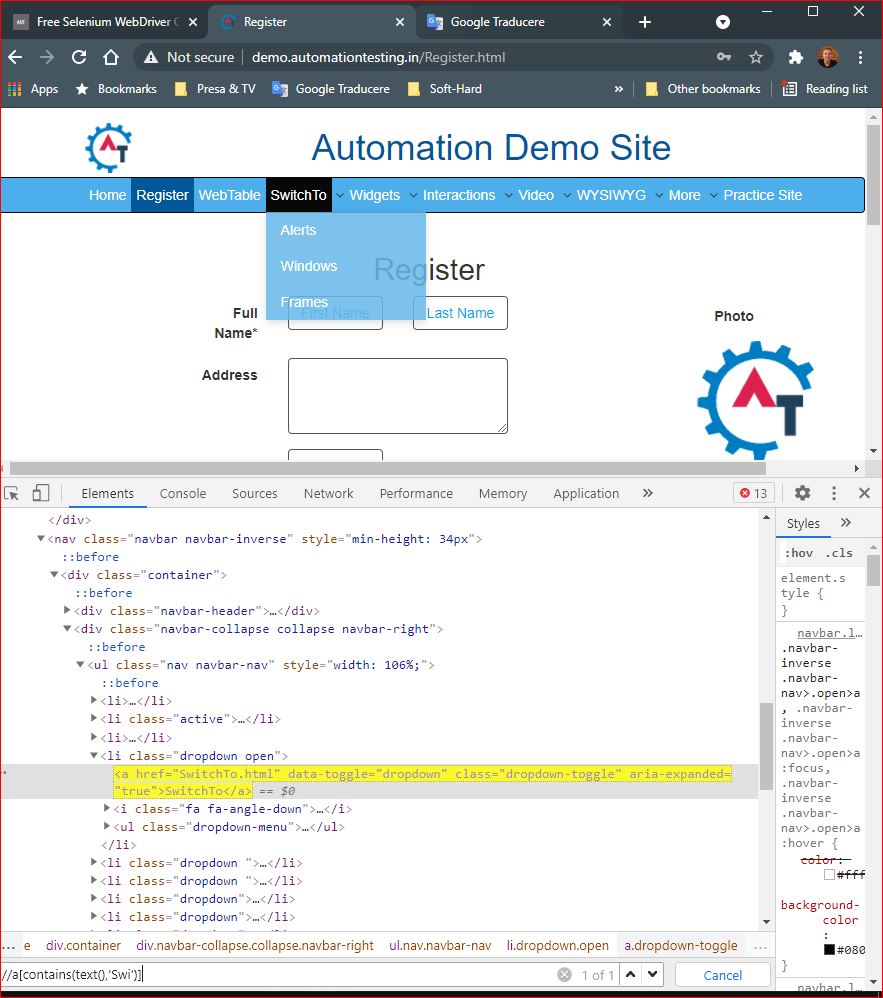 Free Selenium WebDriver C
Register
Google Traducere
Not secure
demo.automationtesting.in/Register.html
Apps
Bookmarks
Presa & TV
Google Traducere
Soft-Hard
»
Other bookmarks
Reading list
AT
Automation Demo Site
Home Register WebTable SwitchTo Widgets Interactions Video WYSIWYG More Practice Site
Alerts
Windows
Frames
Register
Full
Name*
First Name
Last Name
Photo
Address
AT
Elements Console Sources Network Performance Memory Application » 13
</div>
<nav class="navbar navbar-inverse" style="min-height: 34px">
::before
<div class="container">
::before
<div class="navbar-header">…</div>
<div class="navbar-collapse collapse navbar-right">
::before
<ul class="nav navbar-nav" style="width: 106%;">
::before
<li>…</li>
<li class="active">…</li>
<li>…</li>
<li class="dropdown open">
<a href="SwitchTo.html" data-toggle="dropdown" class="dropdown-toggle" aria-expanded=
"true">SwitchTo</a> == $0
<i class="fa fa-angle-down">…</i>
<ul class="dropdown-menu">…</ul>
</li>
<li class="dropdown ">…</li>
<li class="dropdown ">…</li>
<li class="dropdown">…</li>
<li class="dropdown">…</li>
Styles »
:hov .cls
element.s
tyle {
}
navbar.l…
.navbar-
inverse
.navbar-
nav>.open>a
, .navbar-
inverse
.navbar-
nav>.open>a
:focus,
.navbar-
inverse
.navbar-
nav>.open>a
:hover {
color:
#fff
background-
color
:
#080
}
navbar.l…
… e div.container div.navbar-collapse.collapse.navbar-right ul.nav.navbar-nav li.dropdown.open a.dropdown-toggle …
//a[contains(text(),'Swi')]
1 of 1
Cancel